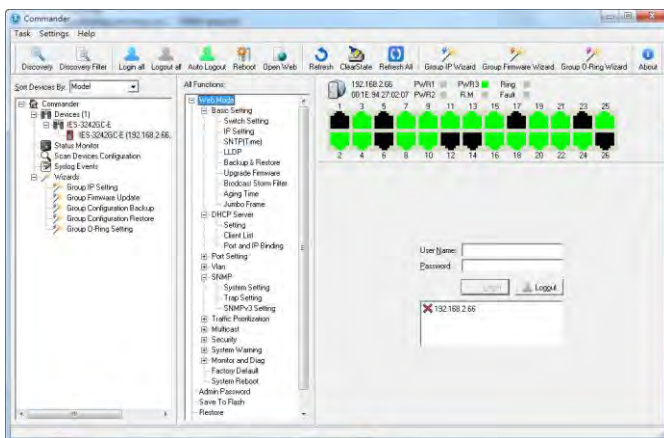 Commander
Task Settings Help
Discovery Discovery Filter Login all Logout all Auto Logout Reboot Open Web Refresh ClearState Refresh All Group IP Wizard Group Firmware Wizard Group O-Ring Wizard About
Sort Devices By: Model
Commander
Devices (1)
IES-3242GC-E
IES-3242GC-E (192.168.2.66,
Status Monitor
Scan Devices Configuration
Syslog Events
Wizards
Group IP Setting
Group Firmware Update
Group Configuration Backup
Group Configuration Restore
Group O-Ring Setting
All Functions:
Web Mode
Basic Setting
Switch Setting
IP Setting
SNTP(Time)
LLDP
Backup & Restore
Upgrade Firmware
Brodcast Storm Filter
Aging Time
Jumbo Frame
DHCP Server
Setting
Client List
Port and IP Binding
Port Setting
Vlan
SNMP
System Setting
Trap Setting
SNMPv3 Setting
Traffic Prioritization
Multicast
Security
System Warning
Monitor and Diag
Factory Default
System Reboot
Admin Password
Save To Flash
Restore
192.168.2.66 PWR1 PWR3 Ring
00:1E:94:27:02:07 PWR2 R.M. Fault
1 3 5 7 9 11 13 15 17 19 21 23 25
2 4 6 8 10 12 14 16 18 20 22 24 26
User Name:
Password
Login Logout
192.168.2.66